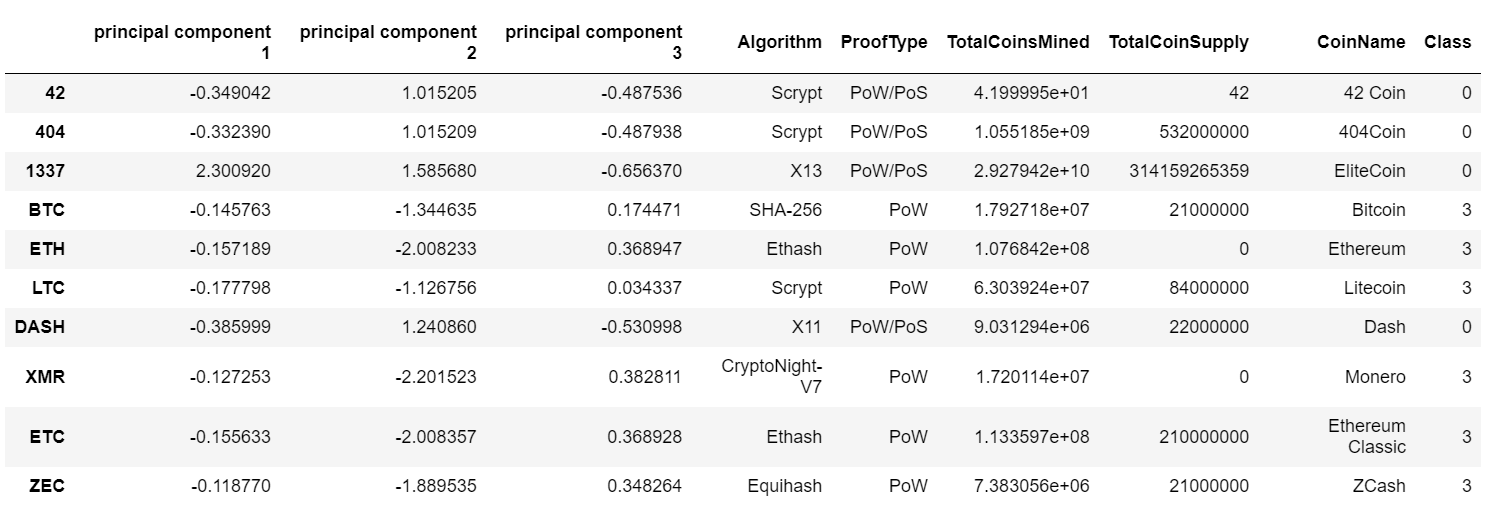 principal component 1 principal component 2 principal component 3 Algorithm ProofType TotalCoinsMined TotalCoinSupply CoinName Class
42 -0.349042 1.015205 -0.487536 Scrypt PoW/PoS 4.199995e+01 42 42 Coin 0
404 -0.332390 1.015209 -0.487938 Scrypt PoW/PoS 1.055185e+09 532000000 404Coin 0
1337 2.300920 1.585680 -0.656370 X13 PoW/PoS 2.927942e+10 314159265359 EliteCoin 0
BTC -0.145763 -1.344635 0.174471 SHA-256 PoW 1.792718e+07 21000000 Bitcoin 3
ETH -0.157189 -2.008233 0.368947 Ethash PoW 1.076842e+08 0 Ethereum 3
LTC -0.177798 -1.126756 0.034337 Scrypt PoW 6.303924e+07 84000000 Litecoin 3
DASH -0.385999 1.240860 -0.530998 X11 PoW/PoS 9.031294e+06 22000000 Dash 0
XMR -0.127253 -2.201523 0.382811 CryptoNight-V7 PoW 1.720114e+07 0 Monero 3
ETC -0.155633 -2.008357 0.368928 Ethash PoW 1.133597e+08 210000000 Ethereum Classic 3
ZEC -0.118770 -1.889535 0.348264 Equihash PoW 7.383056e+06 21000000 ZCash 3